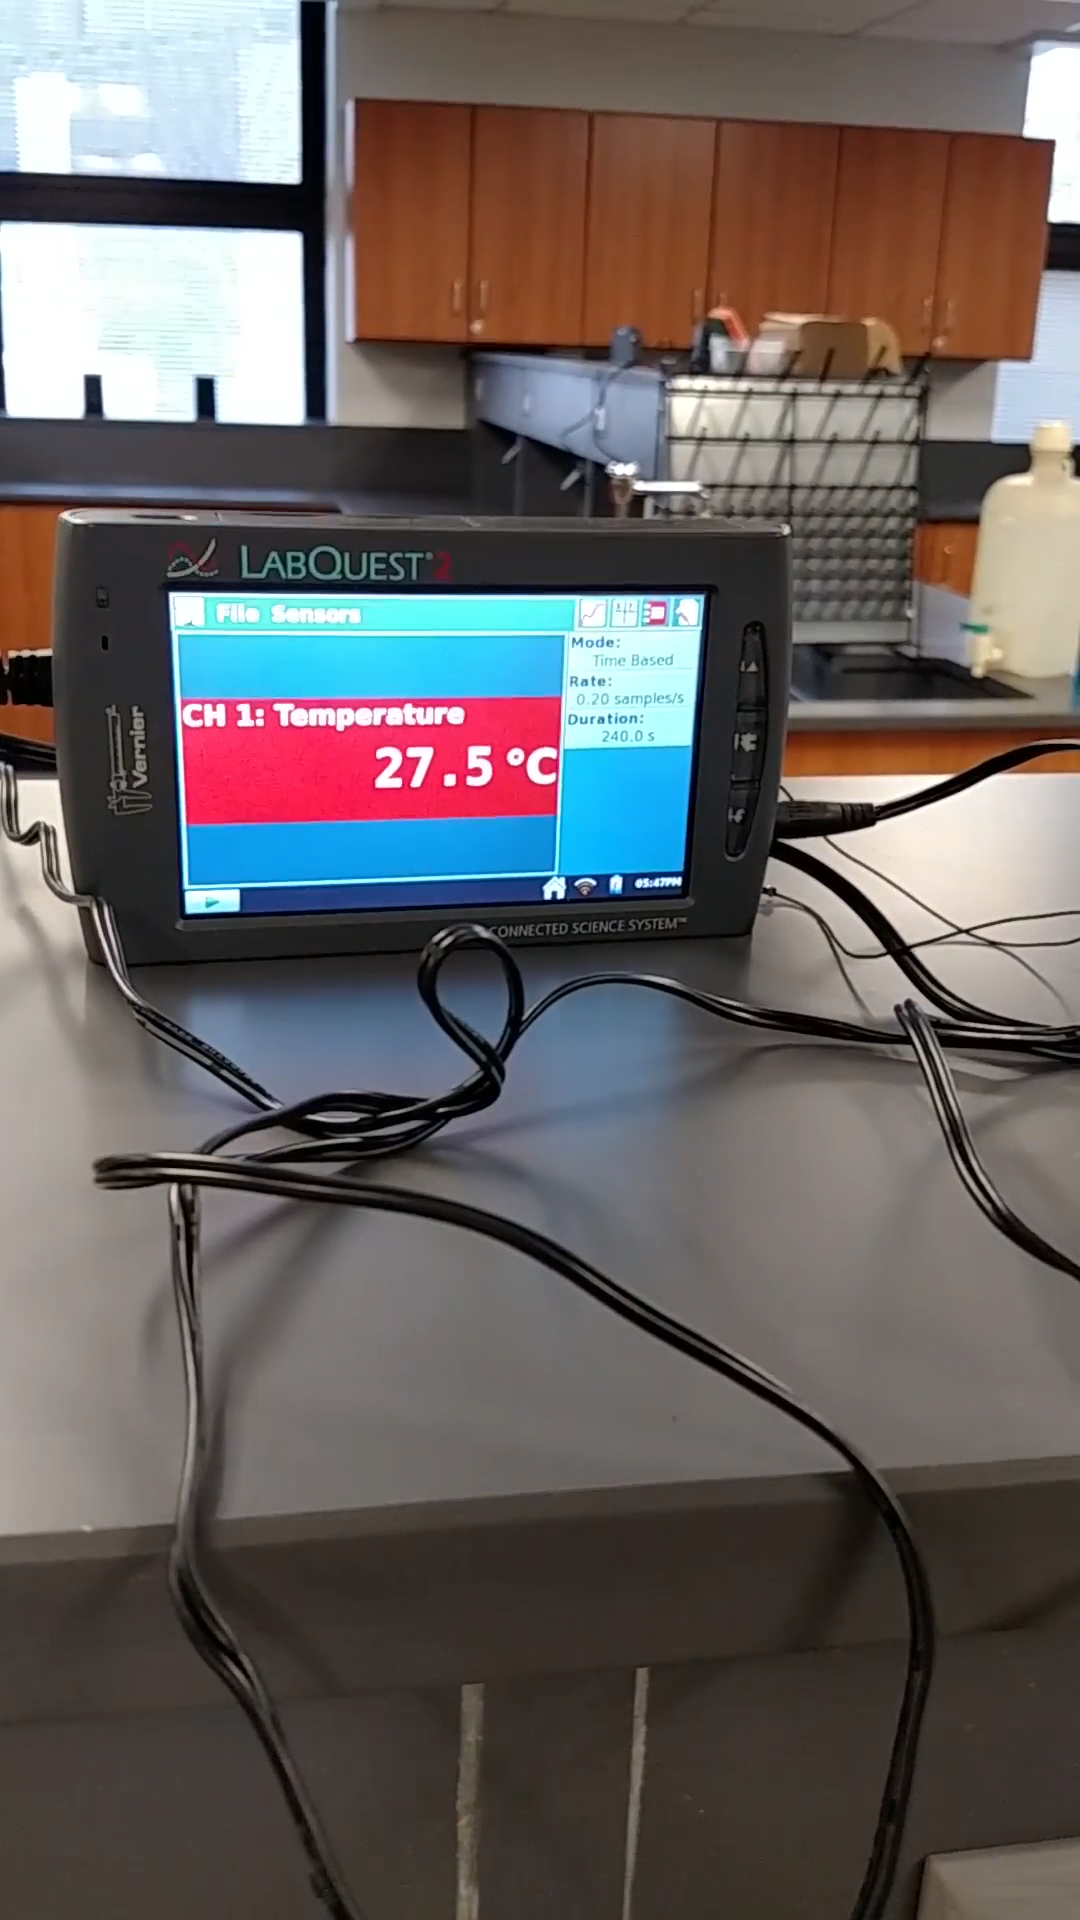 LABQUEST®2
File Sensors
Mode:
Time Based
Rate:
0.20 samples/s
Duration:
240.0 s
CH 1: Temperature
27.5 °C
Vernier
05:47PM
CONNECTED SCIENCE SYSTEM™